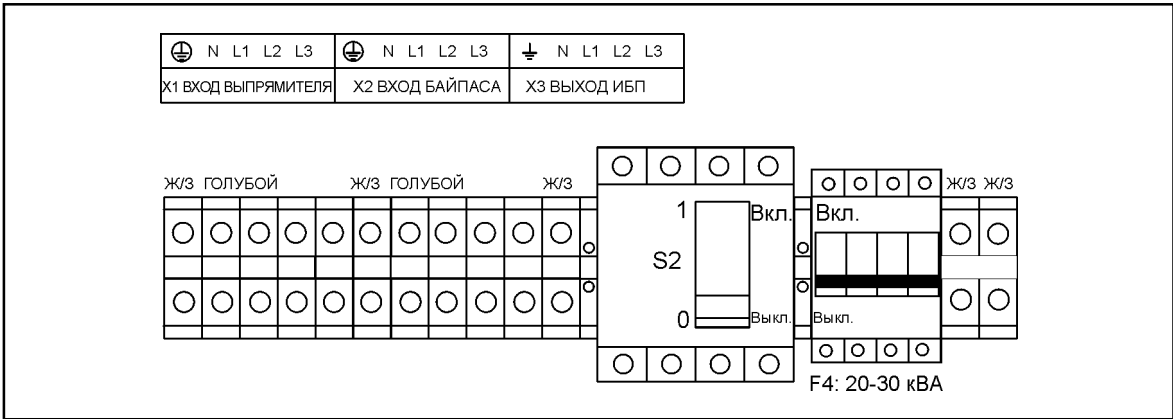 N L1 L2 L3 N L1 L2 L3 N L1 L2 L3
X1 ВХОД ВЫПРЯМИТЕЛЯ X2 ВХОД БАЙПАСА X3 ВЫХОД ИБП
Ж/З ГОЛУБОЙ Ж/З ГОЛУБОЙ Ж/З Ж/З Ж/З
1 Вкл. Вкл.
S2
0 Выкл. Выкл.
F4: 20-30 кВА